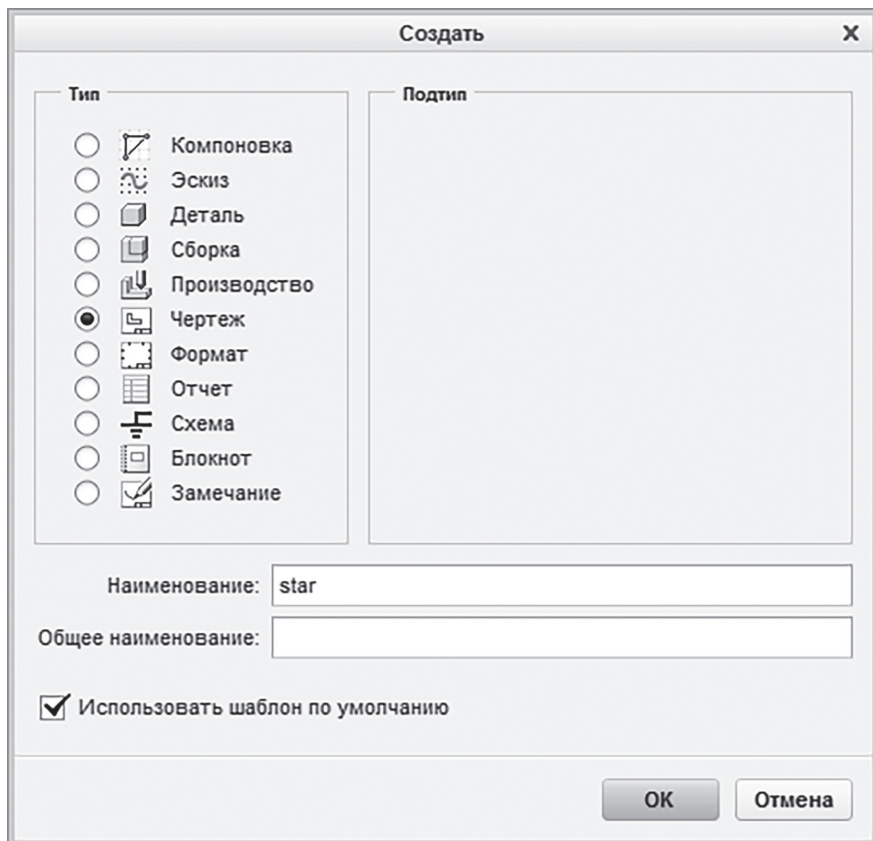 Создать
Тип
Подтип
Компоновка
Эскиз
Деталь
Сборка
Производство
Чертеж
Формат
Отчет
Схема
Блокнот
Замечание
Наименование: star
Общее наименование:
Использовать шаблон по умолчанию
ОК Отмена